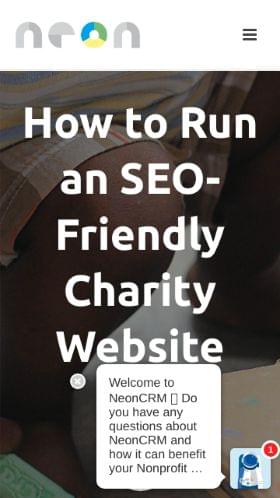 neon
How to Run
an SEO-
Friendly
Charity
Website
Welcome to
NeonCRM ▯ Do
you have any
questions about
NeonCRM and
how it can benefit
your Nonprofit ...
1